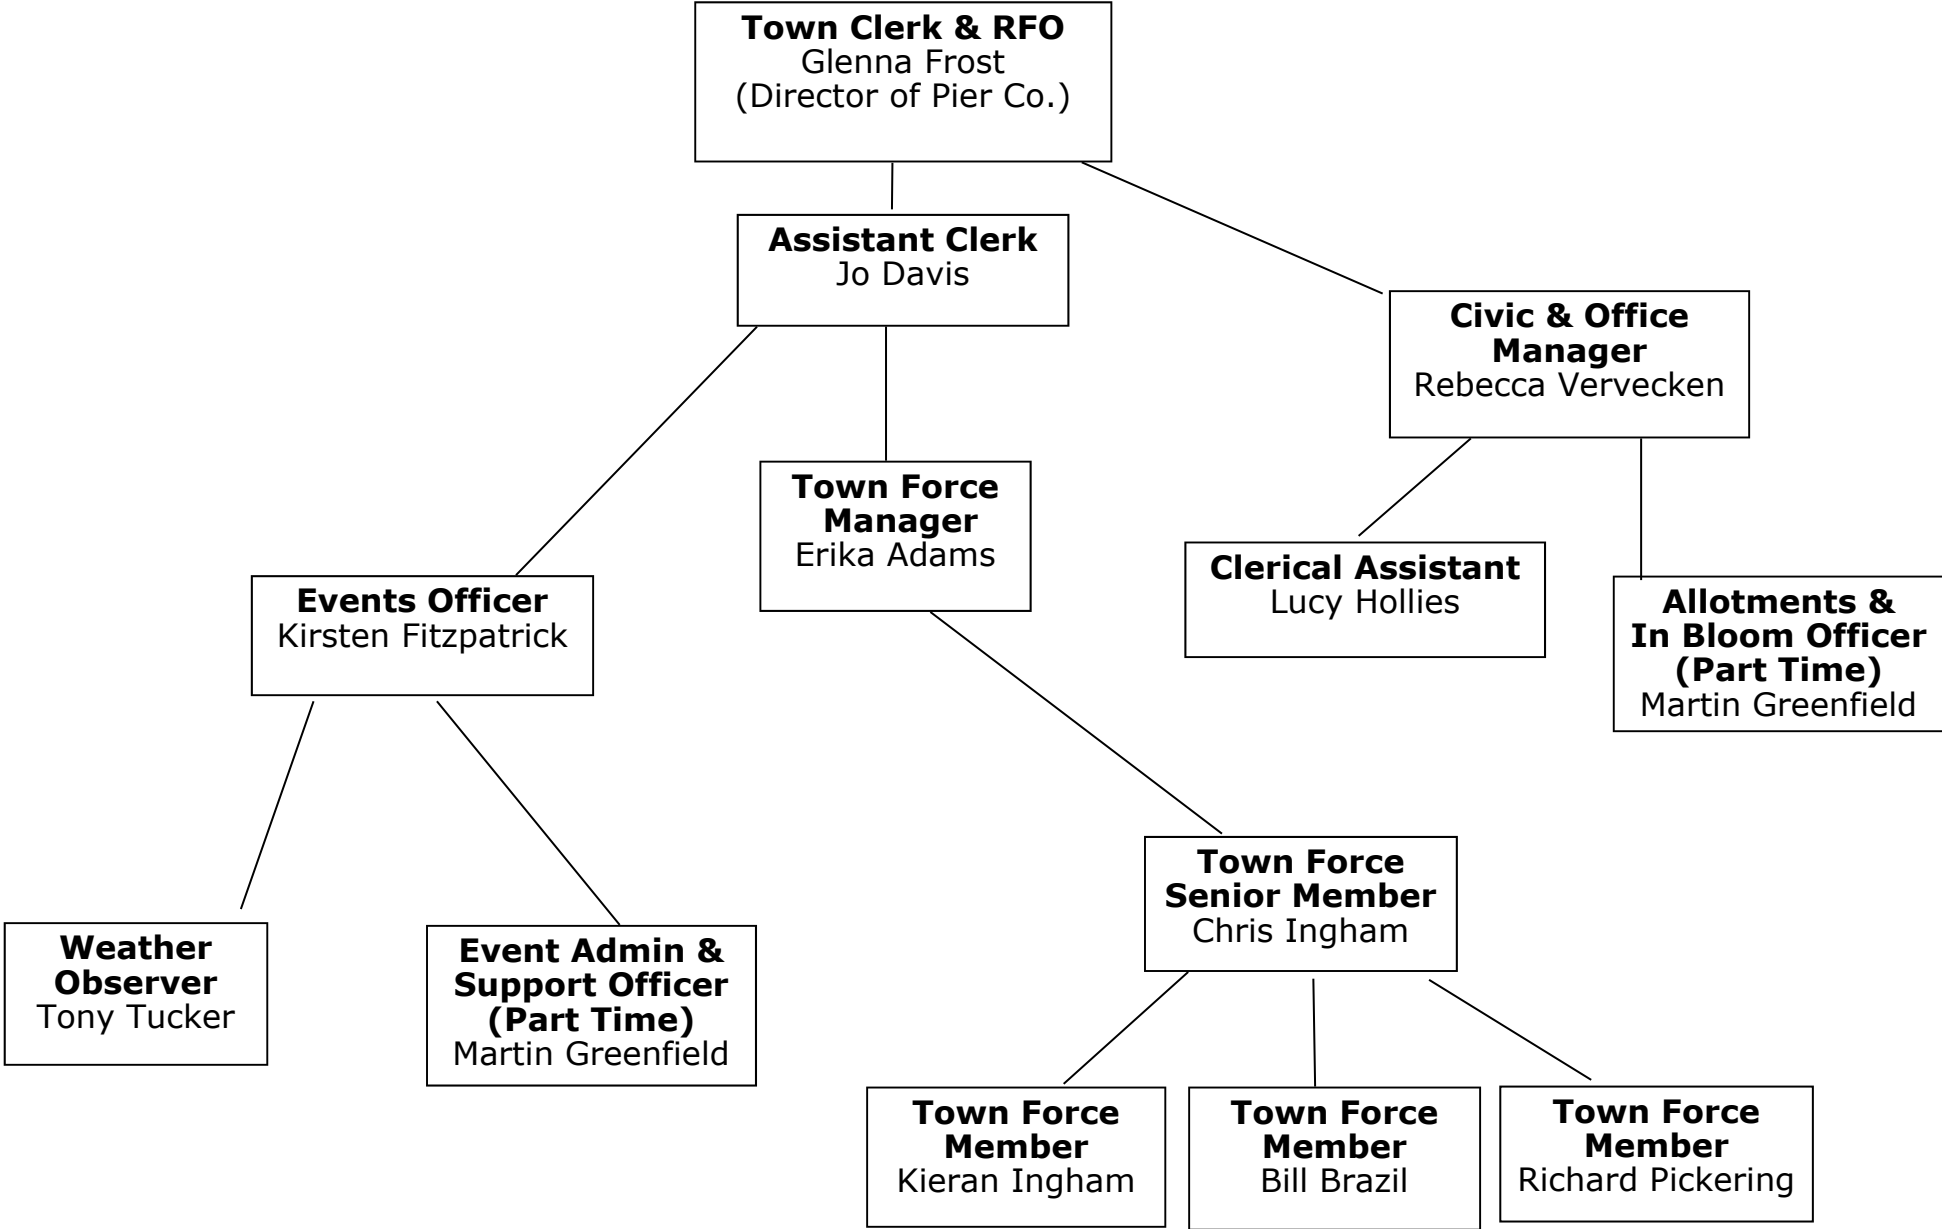 Town Clerk & RFO
Glenna Frost
(Director of Pier Co.)
Assistant Clerk
Jo Davis
Civic & Office
Manager
Rebecca Vervecken
Town Force
Manager
Erika Adams
Clerical Assistant
Lucy Hollies
Events Officer
Kirsten Fitzpatrick
Allotments &
In Bloom Officer
(Part Time)
Martin Greenfield
Town Force
Senior Member
Chris Ingham
Weather
Observer
Tony Tucker
Event Admin &
Support Officer
(Part Time)
Martin Greenfield
Town Force
Member
Kieran Ingham
Town Force
Member
Bill Brazil
Town Force
Member
Richard Pickering